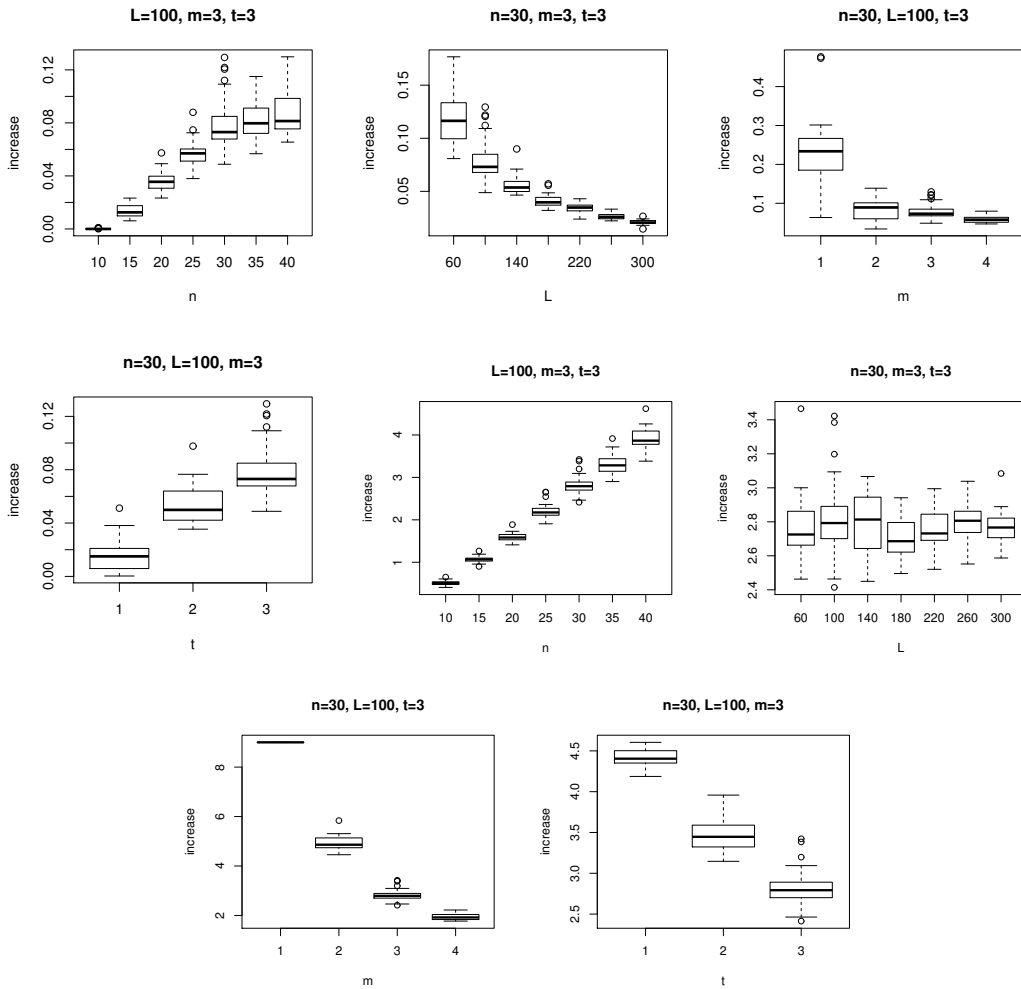 L=100, m=3, t=3
increase
0.00 0.04 0.08 0.12
10 15 20 25 30 35 40
n
n=30, m=3, t=3
increase
0.05 0.10 0.15
60 140 220 300
L
n=30, L=100, t=3
increase
0.1 0.2 0.3 0.4
1 2 3 4
m
n=30, L=100, m=3
increase
0.00 0.04 0.08 0.12
1 2 3
t
L=100, m=3, t=3
increase
1 2 3 4
10 15 20 25 30 35 40
n
n=30, m=3, t=3
increase
2.4 2.6 2.8 3.0 3.2 3.4
60 100 140 180 220 260 300
L
n=30, L=100, t=3
increase
2 4 6 8
1 2 3 4
m
n=30, L=100, m=3
increase
2.5 3.0 3.5 4.0 4.5
1 2 3
t